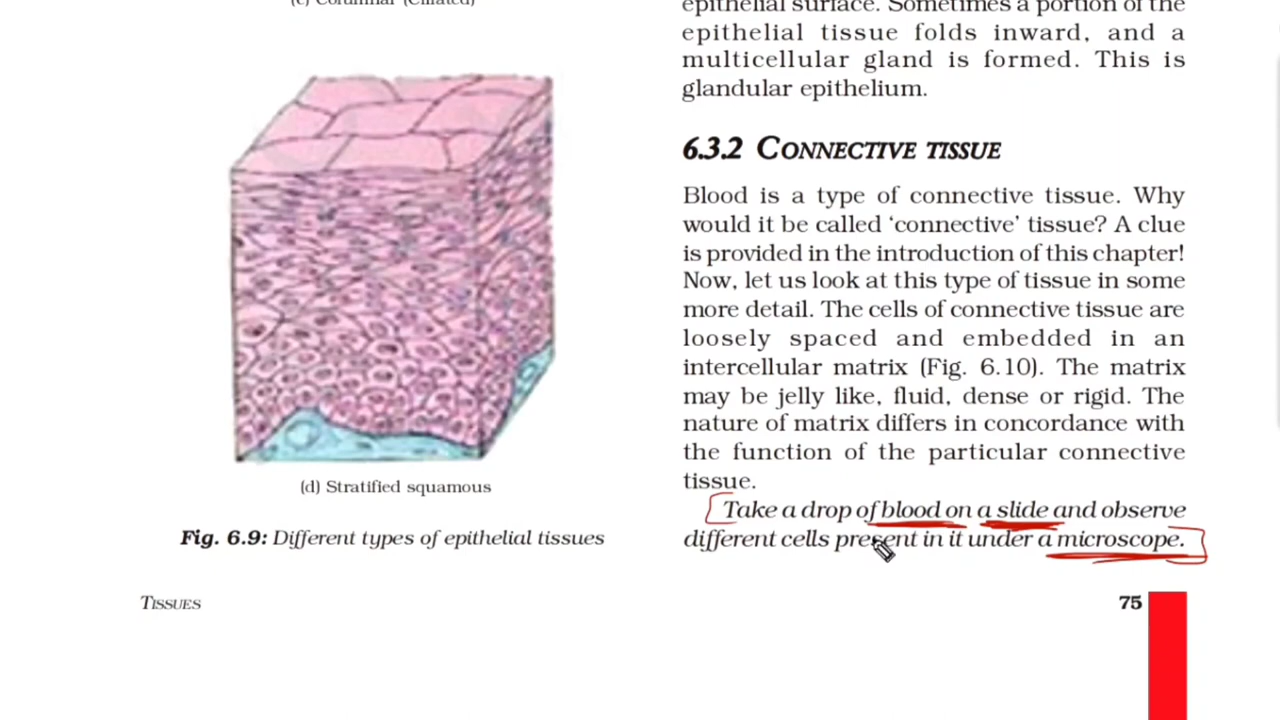 (c) Columnar (Ciliated)
(d) Stratified squamous
Fig. 6.9: Different types of epithelial tissues
epithelial surface. Sometimes a portion of the
epithelial tissue folds inward, and a
multicellular gland is formed. This is
glandular epithelium.
6.3.2 CONNECTIVE TISSUE
Blood is a type of connective tissue. Why
would it be called ‘connective’ tissue? A clue
is provided in the introduction of this chapter!
Now, let us look at this type of tissue in some
more detail. The cells of connective tissue are
loosely spaced and embedded in an
intercellular matrix (Fig. 6.10). The matrix
may be jelly like, fluid, dense or rigid. The
nature of matrix differs in concordance with
the function of the particular connective
tissue.
Take a drop of blood on a slide and observe
different cells present in it under a microscope.
TISSUES
75